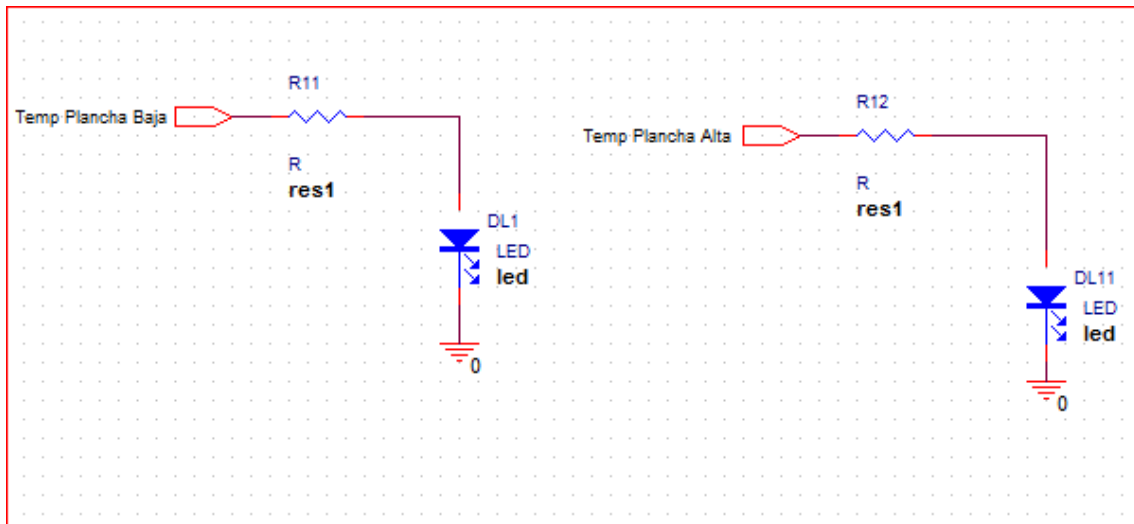 R11
Temp Plancha Baja
R
res1
DL1
LED
led
0
R12
Temp Plancha Alta
R
res1
DL11
LED
led
0